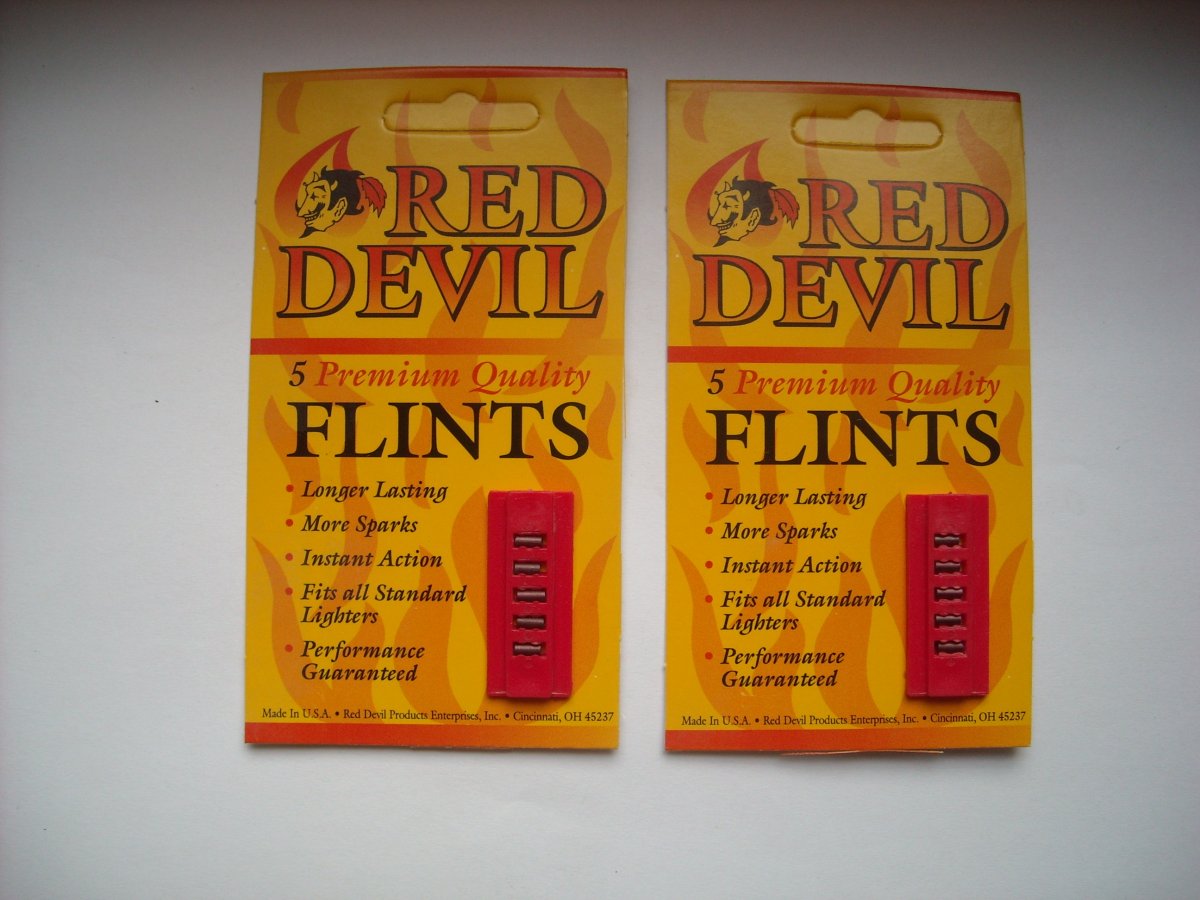 RED
DEVIL
5 Premium Quality
FLINTS
• Longer Lasting
• More Sparks
• Instant Action
• Fits all Standard
Lighters
• Performance
Guaranteed
Made In U.S.A. • Red Devil Products Enterprises, Inc. • Cincinnati, OH 45237
RED
DEVIL
5 Premium Quality
FLINTS
• Longer Lasting
• More Sparks
• Instant Action
• Fits all Standard
Lighters
• Performance
Guaranteed
Made In U.S.A. • Red Devil Products Enterprises, Inc. • Cincinnati, OH 45237